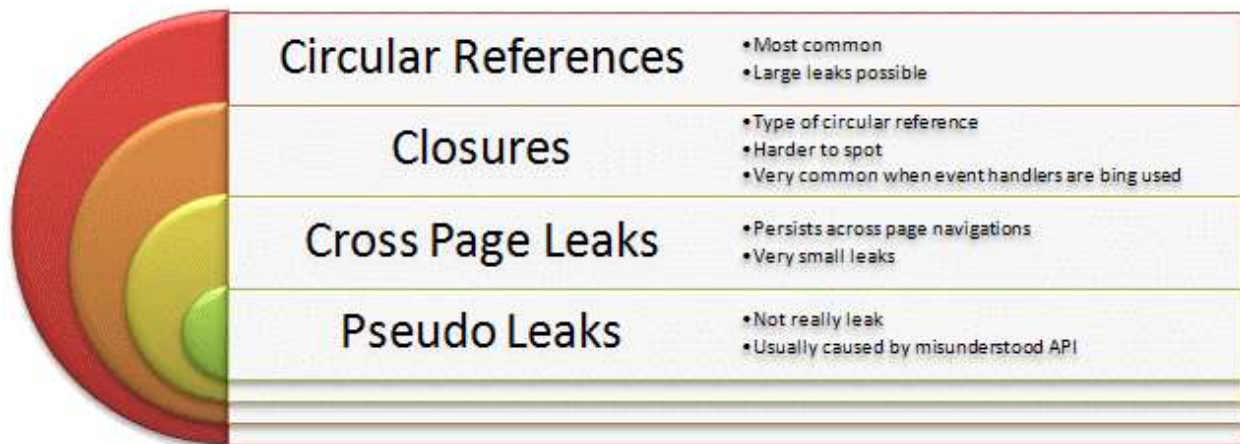 Circular References
•Most common
•Large leaks possible
Closures
•Type of circular reference
•Harder to spot
•Very common when event handlers are bing used
Cross Page Leaks
•Persists across page navigations
•Very small leaks
Pseudo Leaks
•Not really leak
•Usually caused by misunderstood API